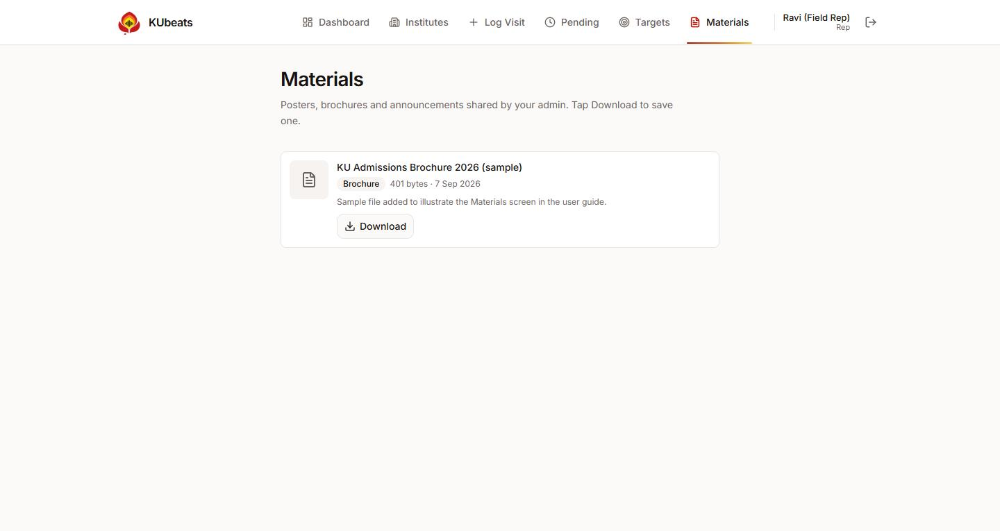 KUbeats
Dashboard
Institutes
Log Visit
Pending
Targets
Materials
Ravi (Field Rep)
Rep
Materials
Posters, brochures and announcements shared by your admin. Tap Download to save
one.
KU Admissions Brochure 2026 (sample)
Brochure 401 bytes · 7 Sep 2026
Sample file added to illustrate the Materials screen in the user guide.
Download